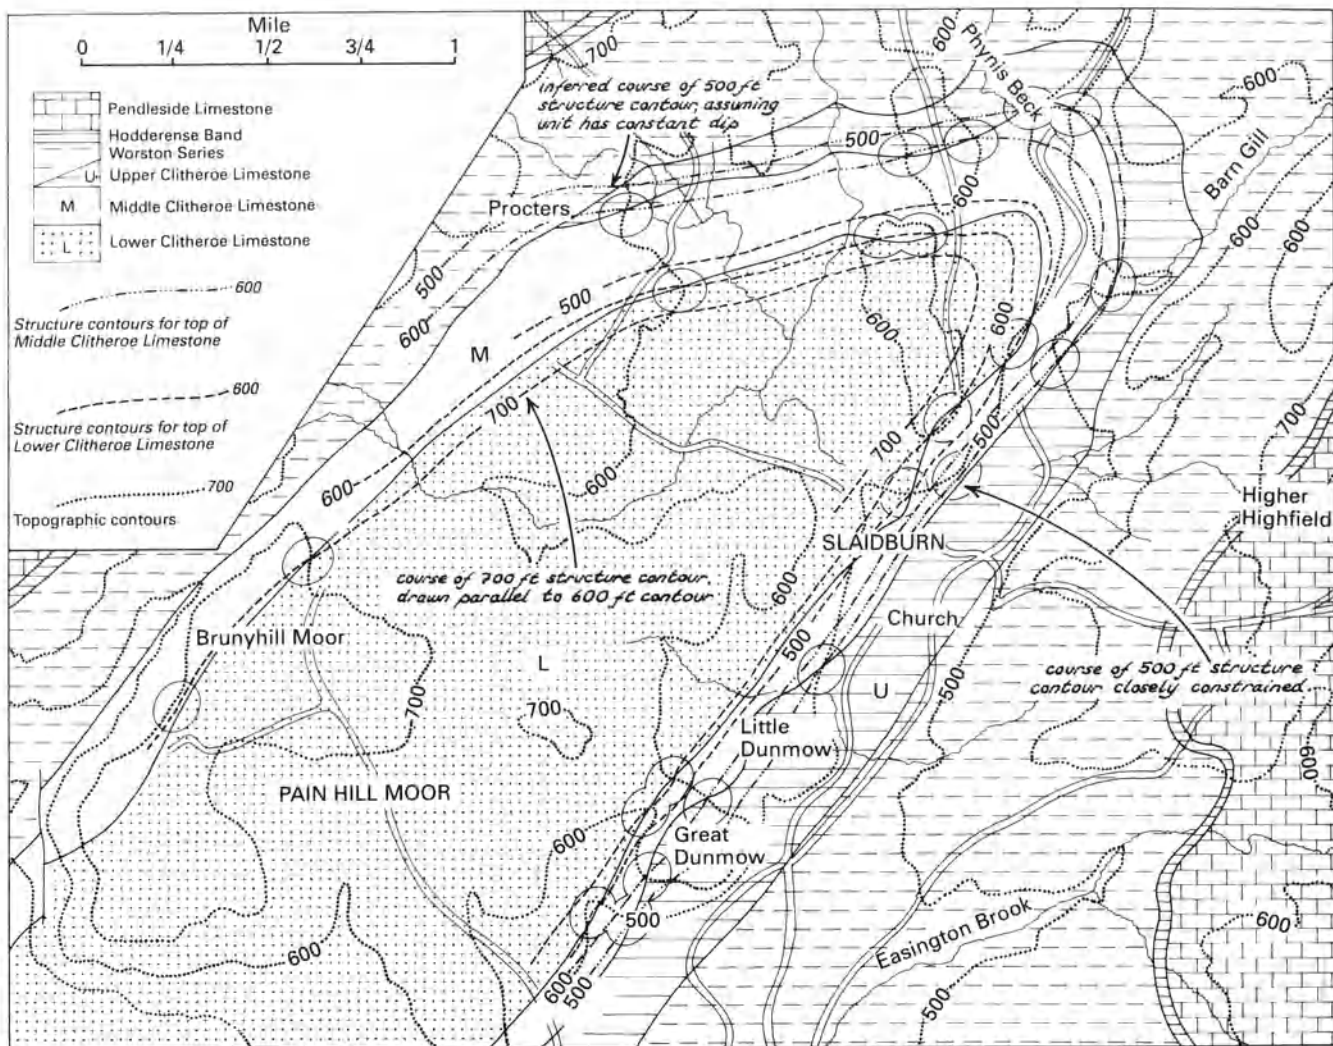 Mile
0 1/4 1/2 3/4 1
Pendleside Limestone
Hodderense Band
Worston Series
U Upper Clitheroe Limestone
M Middle Clitheroe Limestone
L Lower Clitheroe Limestone
600
Structure contours for top of
Middle Clitheroe Limestone
600
Structure contours for top of
Lower Clitheroe Limestone
700
Topographic contours
700
600
Phynis Beck
600
inferred course of 500 ft
structure contour, assuming
unit has constant dip
500
600
Barn Gill
600
600
Procters
500
600
500
M
600
600
700
700
700
500
600
600
Higher
Highfield
SLAIDBURN
course of 700 ft structure contour
drawn parallel to 600 ft contour
600
Church
Brunyhill Moor
500
L
U
500
course of 500 ft structure
contour closely constrained
700
700
Little
Dunmow
600
PAIN HILL MOOR
600
Great
Dunmow
500
Easington Brook
600
600
600
500
500